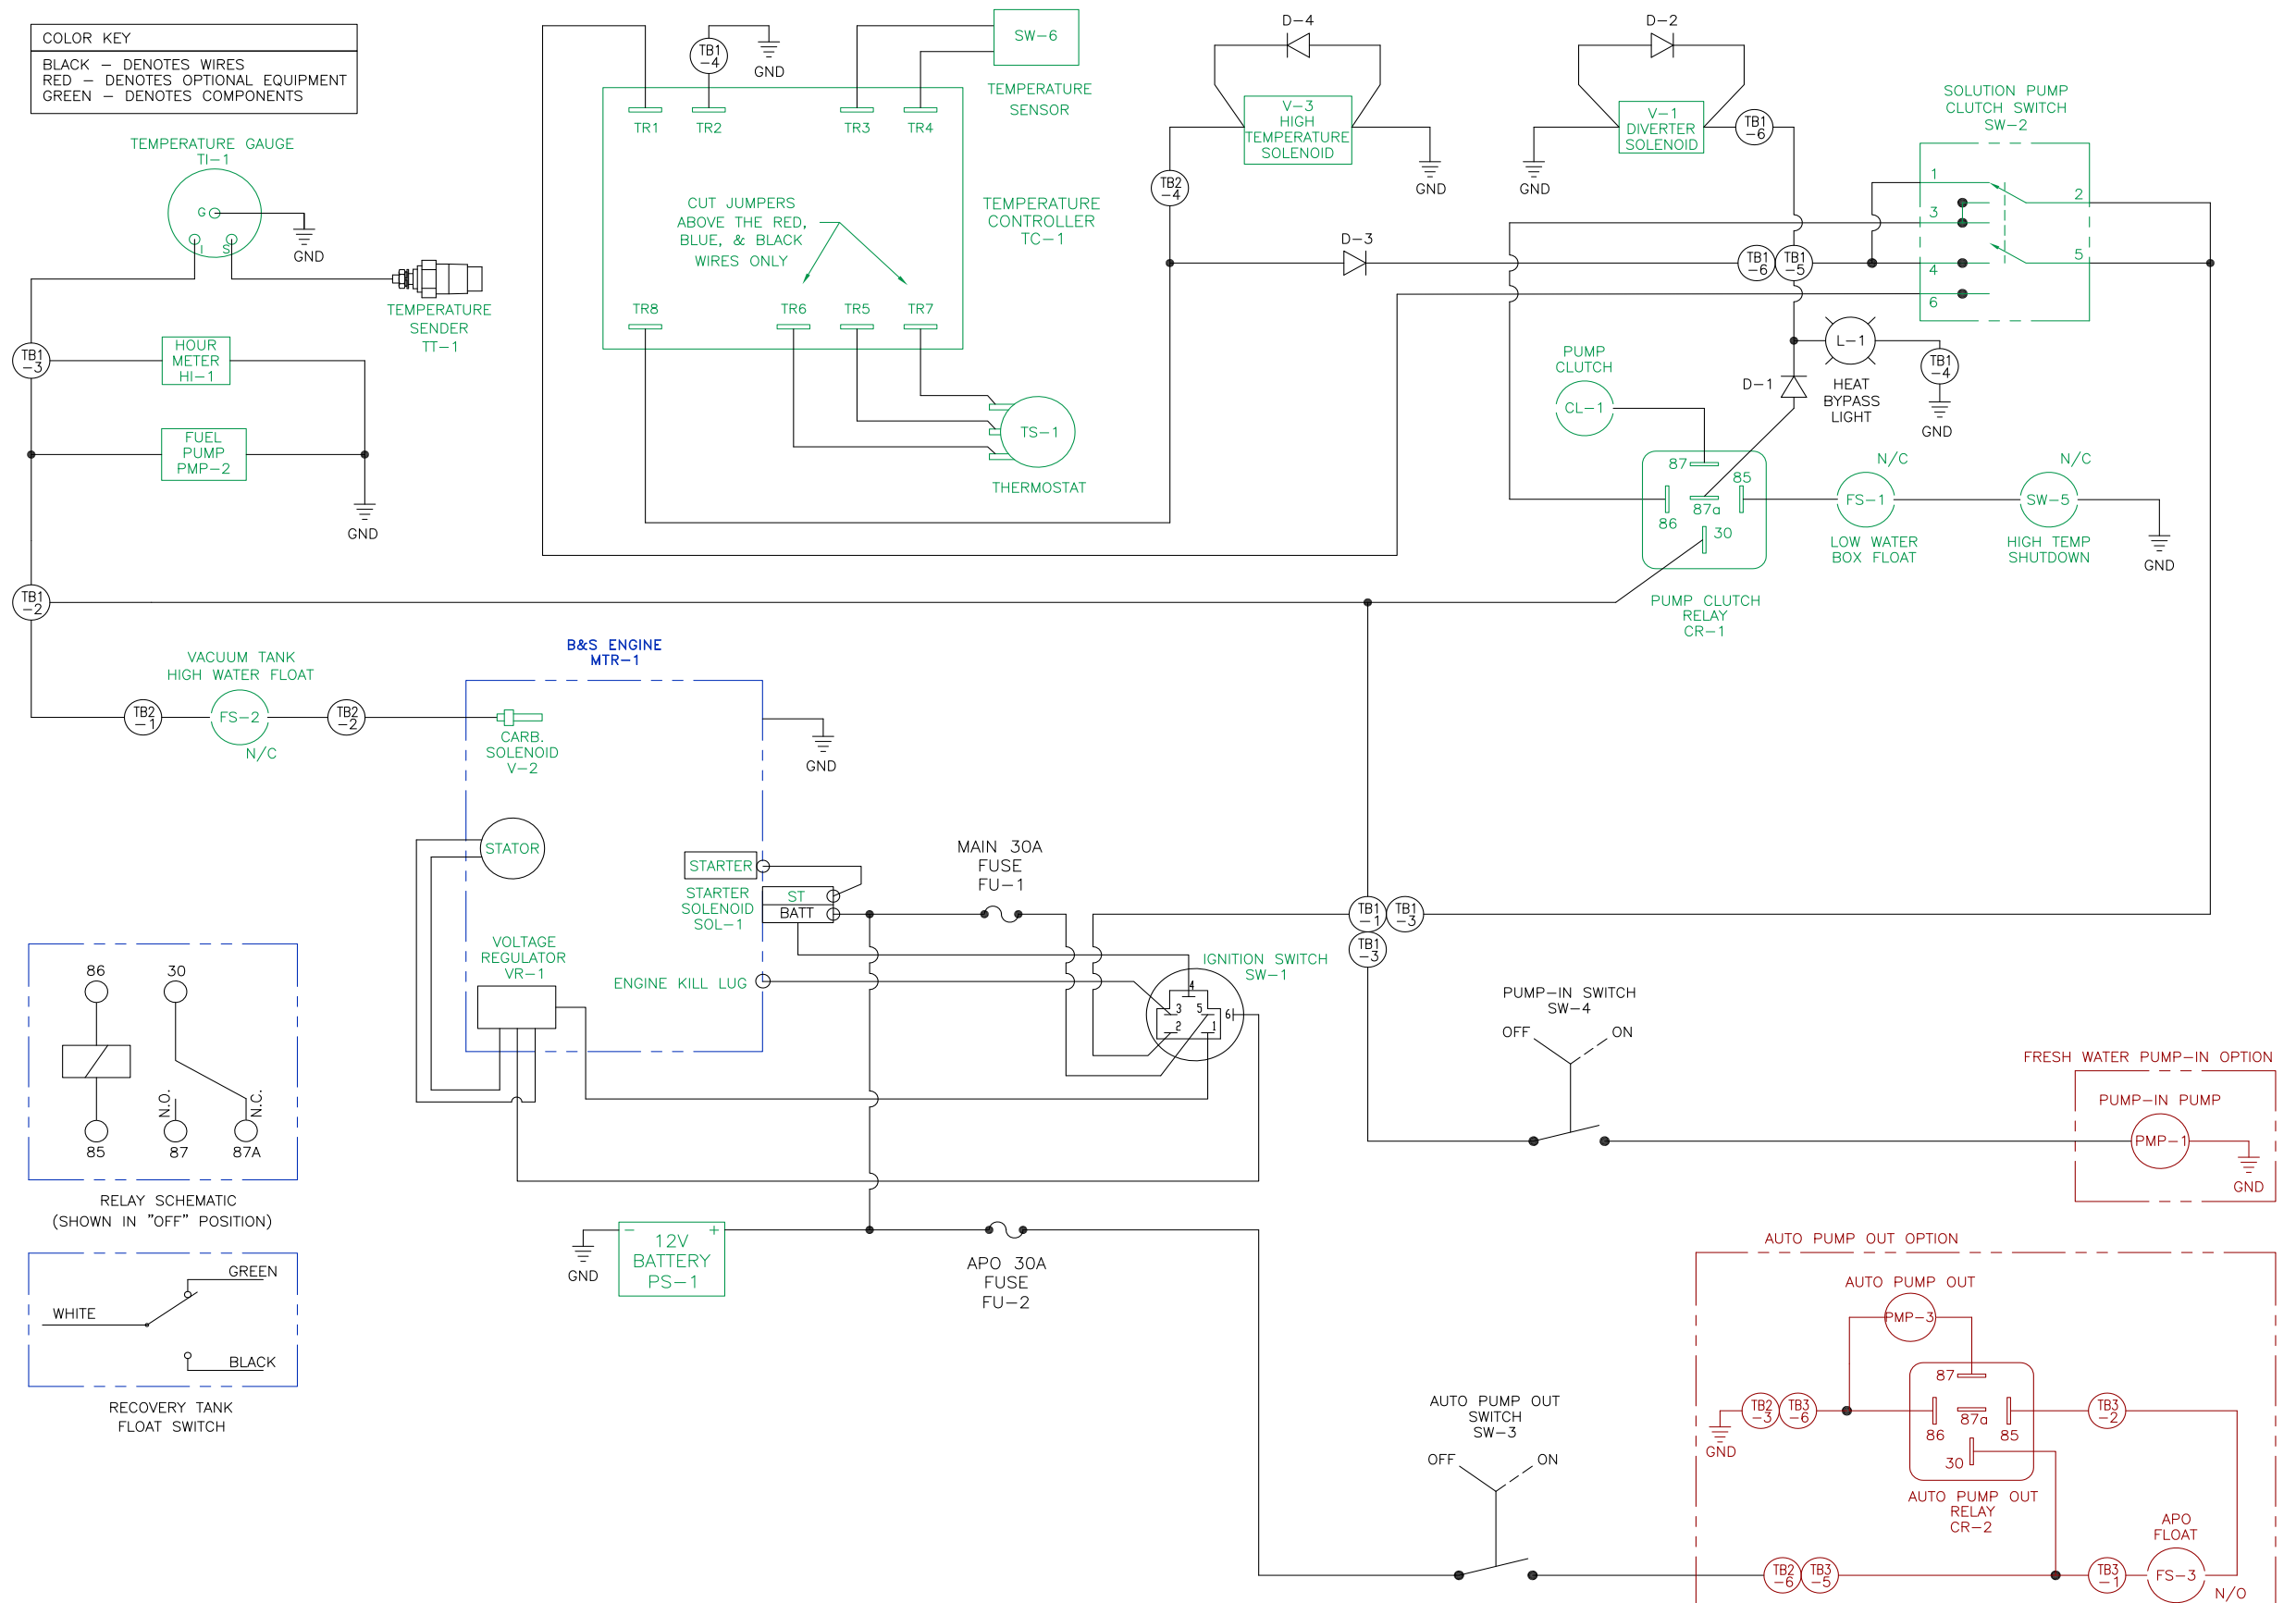 COLOR KEY
BLACK – DENOTES WIRES
RED – DENOTES OPTIONAL EQUIPMENT
GREEN – DENOTES COMPONENTS
TEMPERATURE GAUGE
TI–1
G
I
S
GND
TEMPERATURE
SENDER
TT–1
TB1
–3
HOUR
METER
HI–1
FUEL
PUMP
PMP–2
GND
TB1
–2
TB1
–4
GND
SW–6
TEMPERATURE
SENSOR
TR1
TR2
TR3
TR4
CUT JUMPERS
ABOVE THE RED,
BLUE, & BLACK
WIRES ONLY
TEMPERATURE
CONTROLLER
TC–1
TR8
TR6
TR5
TR7
TS–1
THERMOSTAT
D–4
V–3
HIGH
TEMPERATURE
SOLENOID
GND
TB2
–4
D–3
D–2
V–1
DIVERTER
SOLENOID
GND
TB1
–6
TB1
–6
TB1
–5
SOLUTION PUMP
CLUTCH SWITCH
SW–2
1
2
3
4
5
6
L–1
TB1
–4
GND
HEAT
BYPASS
LIGHT
D–1
PUMP
CLUTCH
CL–1
87
85
87a
86
30
N/C
FS–1
LOW WATER
BOX FLOAT
N/C
SW–5
HIGH TEMP
SHUTDOWN
GND
PUMP CLUTCH
RELAY
CR–1
VACUUM TANK
HIGH WATER FLOAT
TB2
–1
FS–2
N/C
TB2
–2
B&S ENGINE
MTR–1
CARB.
SOLENOID
V–2
GND
STATOR
STARTER
STARTER
SOLENOID
SOL–1
ST
BATT
VOLTAGE
REGULATOR
VR–1
ENGINE KILL LUG
MAIN 30A
FUSE
FU–1
IGNITION SWITCH
SW–1
4
3
5
6
2
1
TB1
–1
TB1
–3
TB1
–3
PUMP–IN SWITCH
SW–4
OFF
ON
FRESH WATER PUMP–IN OPTION
PUMP–IN PUMP
PMP–1
GND
86
30
N.O.
N.C.
85
87
87A
RELAY SCHEMATIC
(SHOWN IN "OFF" POSITION)
GREEN
WHITE
BLACK
RECOVERY TANK
FLOAT SWITCH
GND
–
+
12V
BATTERY
PS–1
APO 30A
FUSE
FU–2
AUTO PUMP OUT
SWITCH
SW–3
OFF
ON
AUTO PUMP OUT OPTION
AUTO PUMP OUT
PMP–3
87
TB2
–3
TB3
–6
GND
86
87a
85
30
TB3
–2
AUTO PUMP OUT
RELAY
CR–2
APO
FLOAT
TB2
–6
TB3
–5
TB3
–1
FS–3
N/O